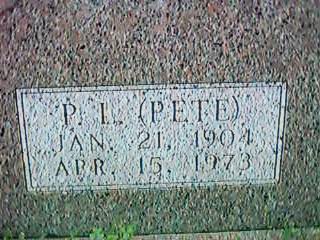 P. L. (PETE)
JAN. 21, 1904
APR. 15, 1973